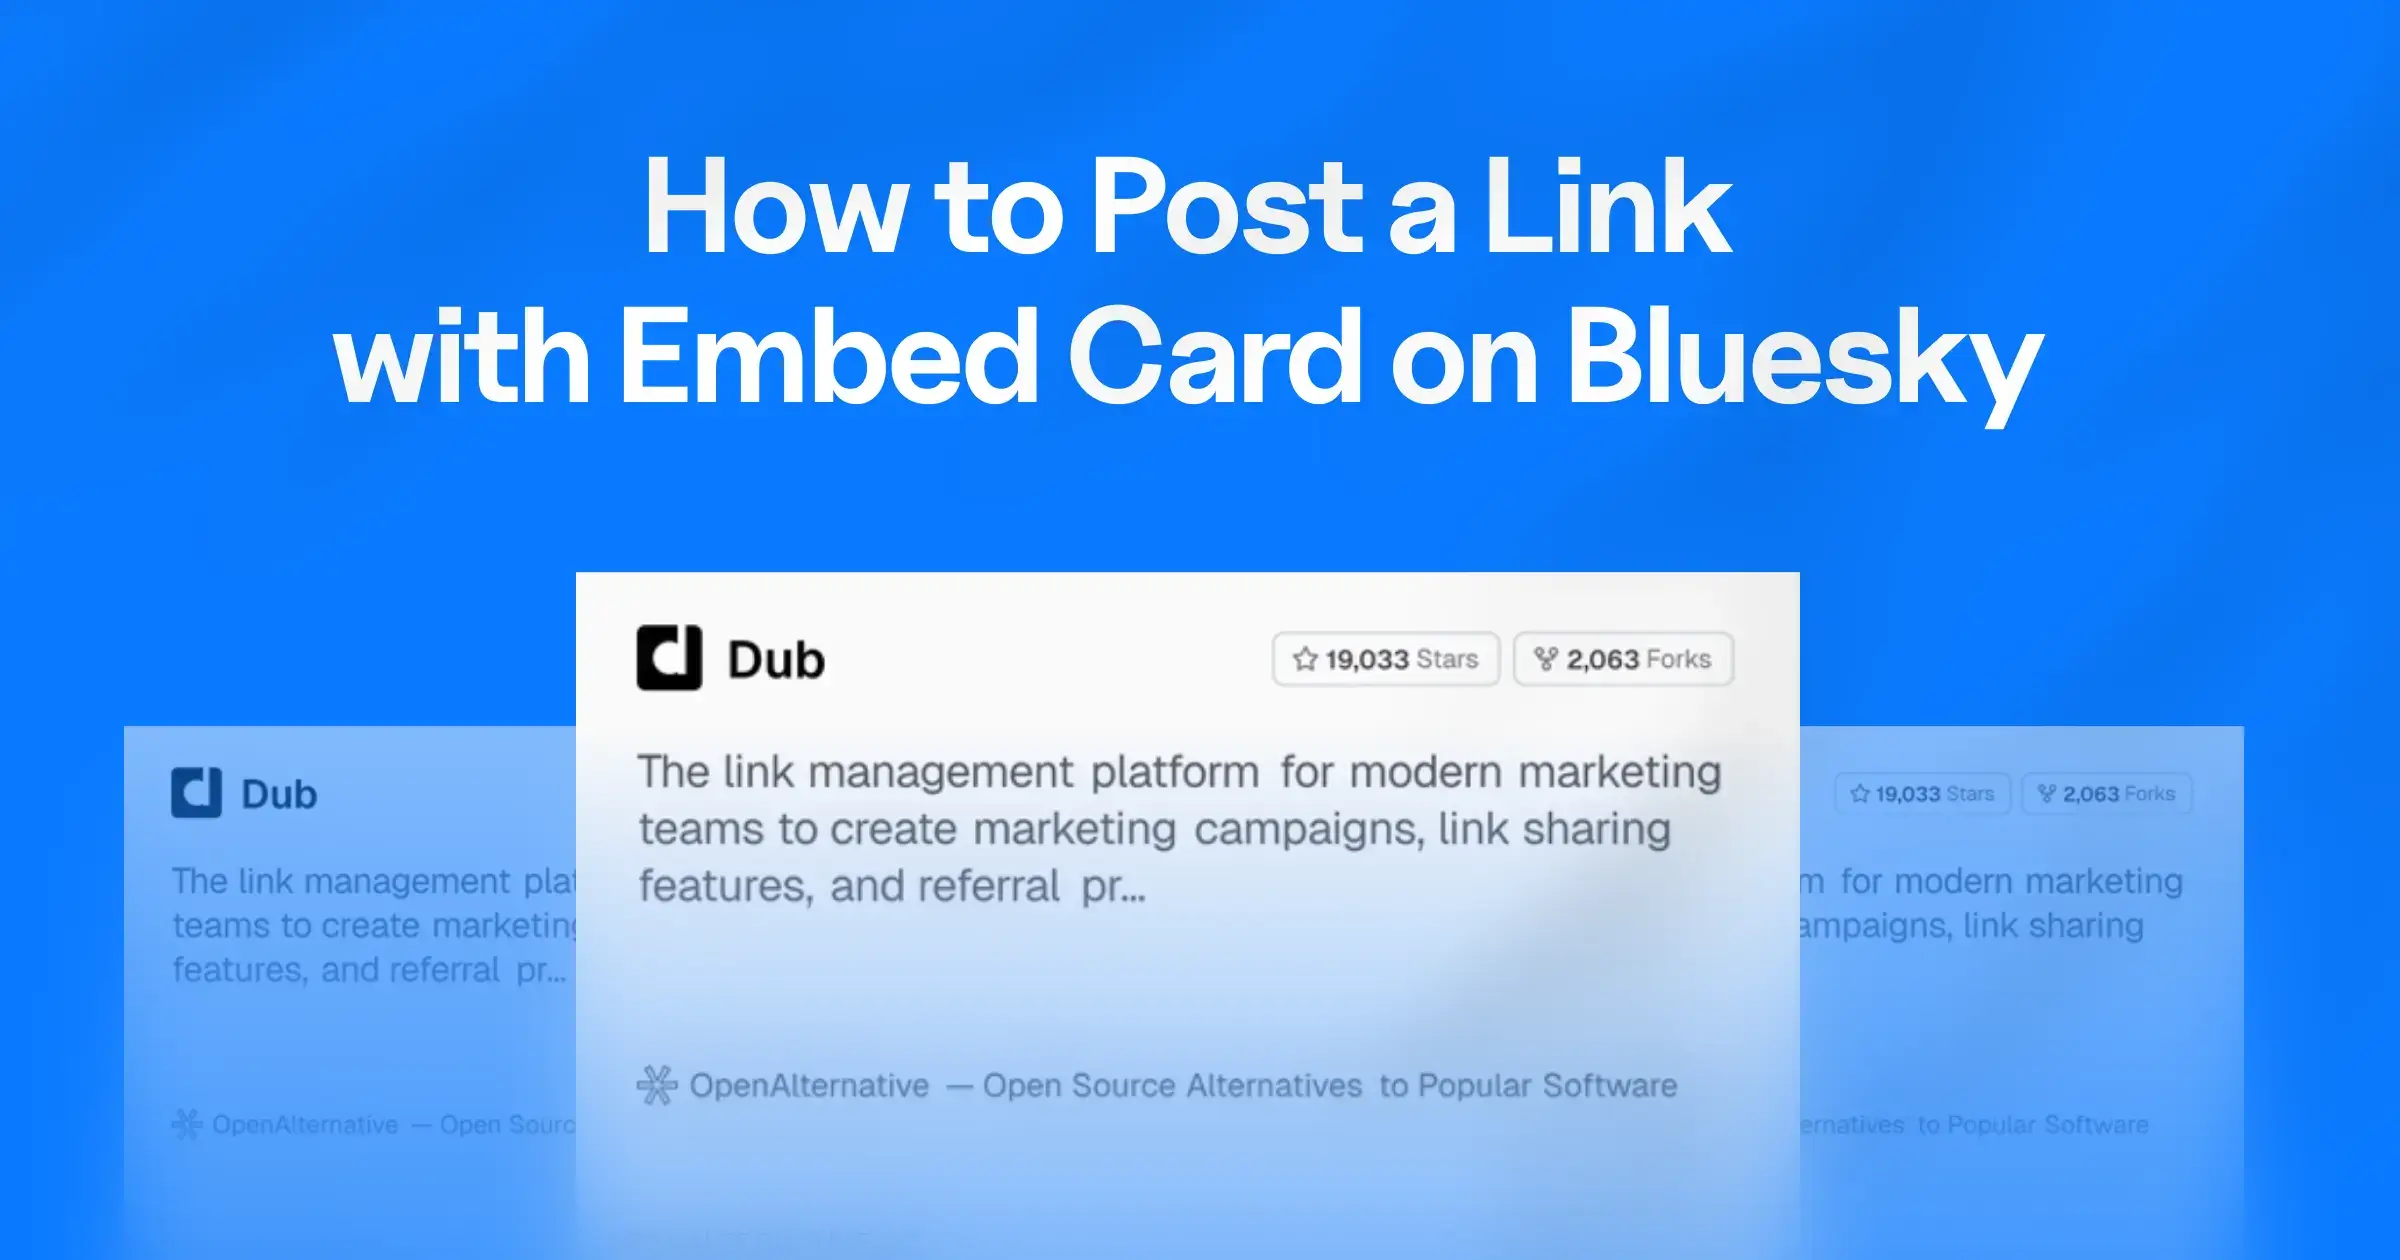 How to Post a Link
with Embed Card on Bluesky
Dub
19,033 Stars
2,063 Forks
The link management platform for modern marketing
teams to create marketing campaigns, link sharing
features, and referral pr...
OpenAlternative — Open Source Alternatives to Popular Software
Dub
The link management plat
teams to create marketing
features, and referral pr...
OpenAlternative — Open Sourc
19,033 Stars
2,063 Forks
m for modern marketing
ampaigns, link sharing
ernatives to Popular Software